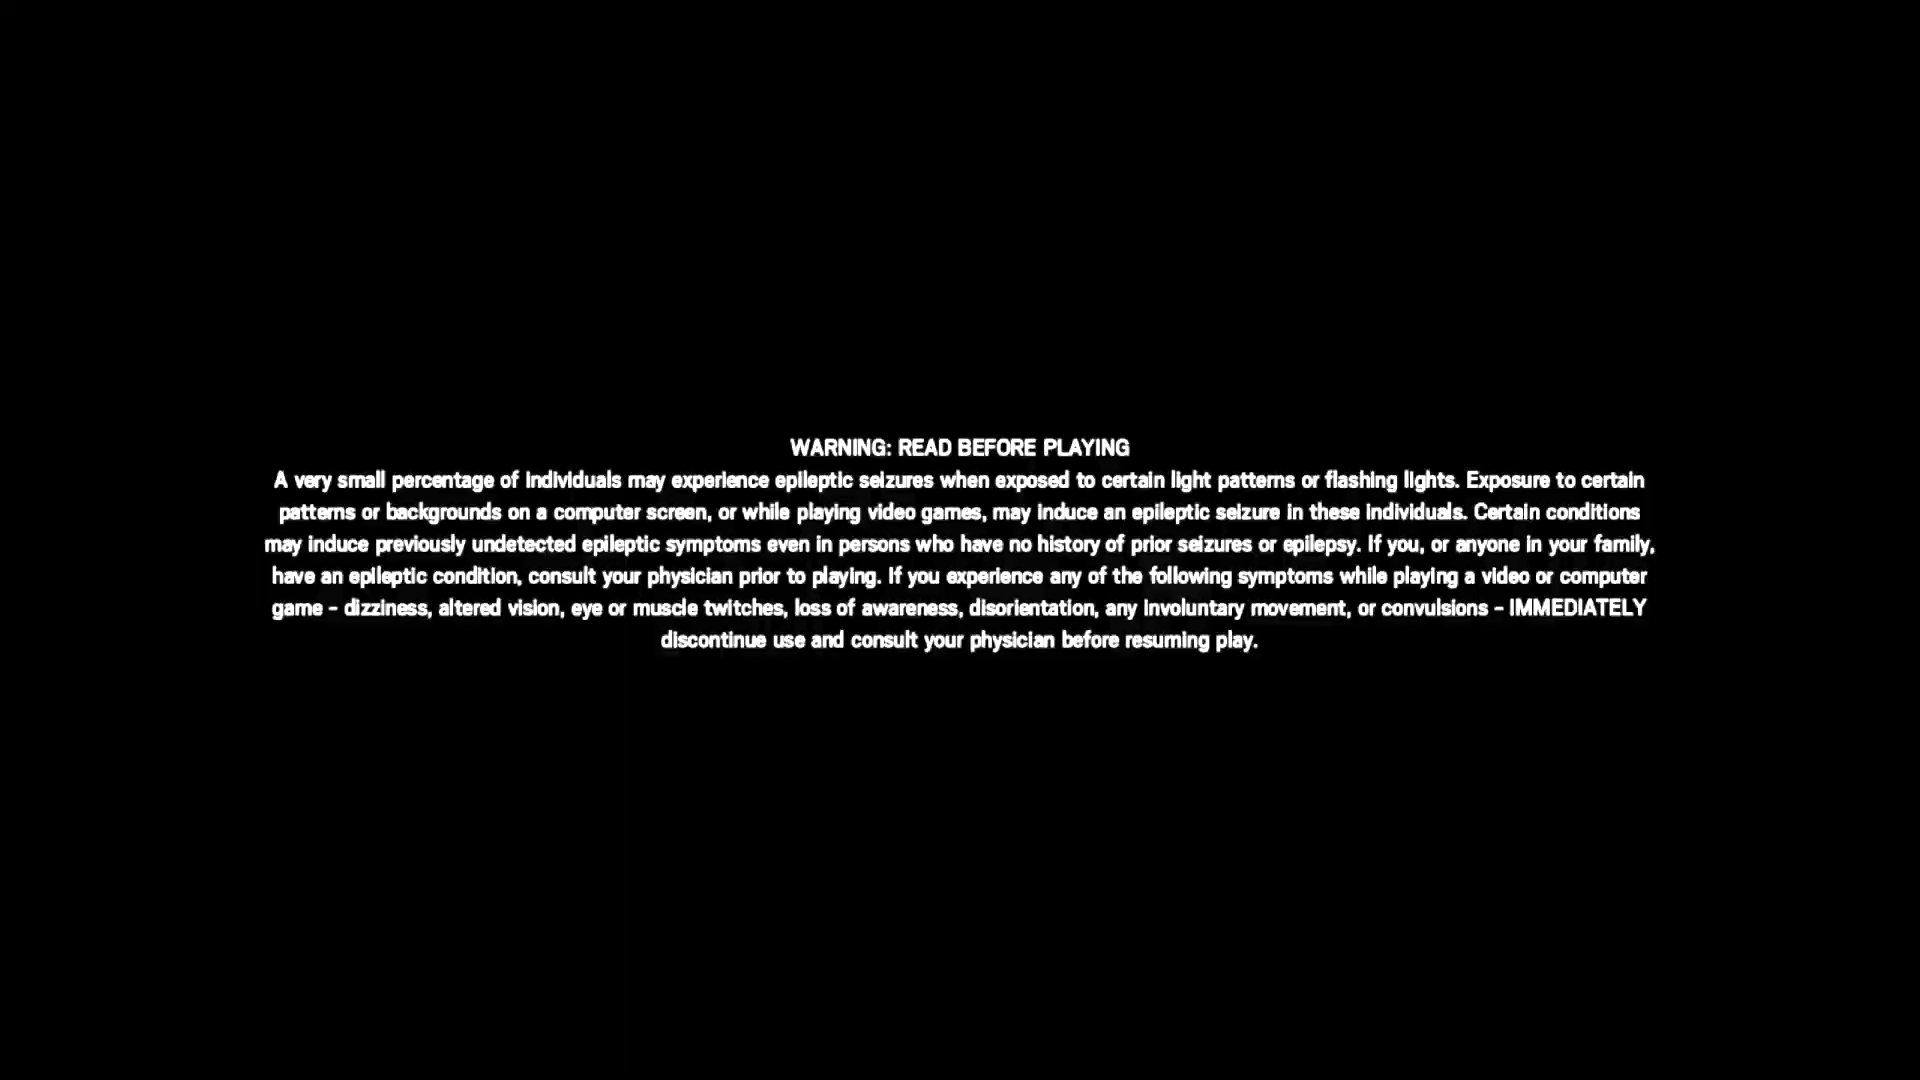 WARNING: READ BEFORE PLAYING
A very small percentage of individuals may experience epileptic seizures when exposed to certain light patterns or flashing lights. Exposure to certain
patterns or backgrounds on a computer screen, or while playing video games, may induce an epileptic seizure in these individuals. Certain conditions
may induce previously undetected epileptic symptoms even in persons who have no history of prior seizures or epilepsy. If you, or anyone in your family,
have an epileptic condition, consult your physician prior to playing. If you experience any of the following symptoms while playing a video or computer
game - dizziness, altered vision, eye or muscle twitches, loss of awareness, disorientation, any involuntary movement, or convulsions - IMMEDIATELY
discontinue use and consult your physician before resuming play.